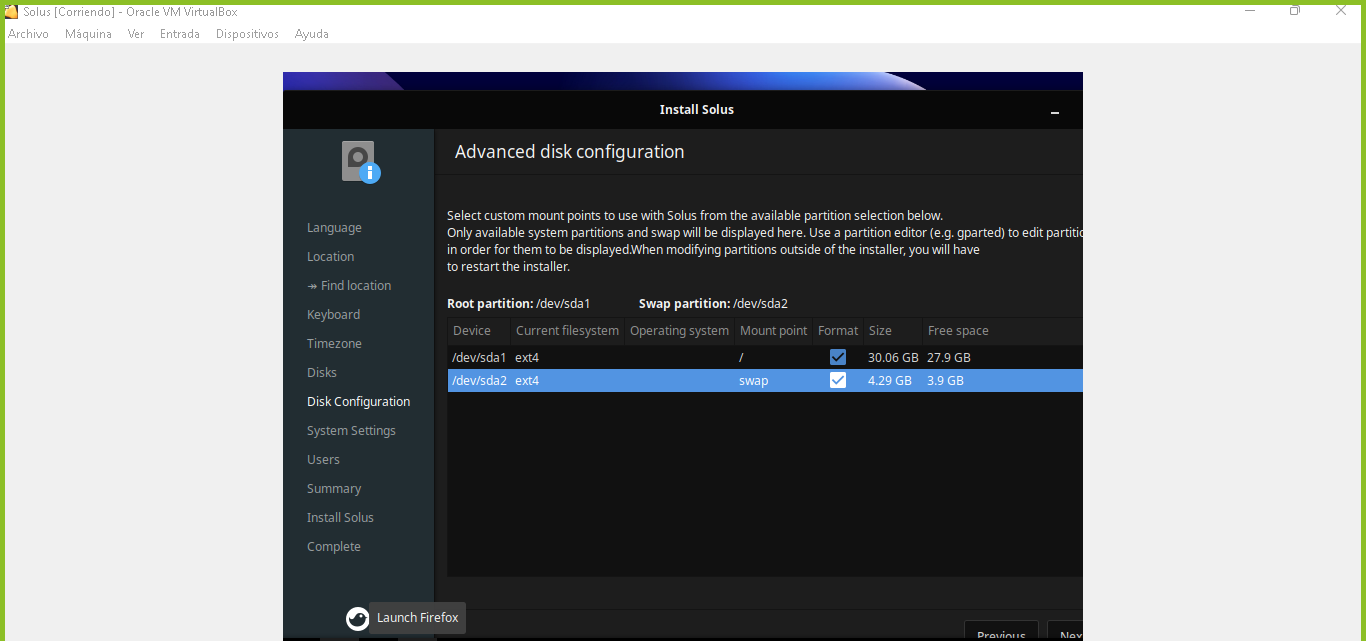 Solus [Corriendo] - Oracle VM VirtualBox
Archivo Máquina Ver Entrada Dispositivos Ayuda
Install Solus
Advanced disk configuration
Language
Location
↠ Find location
Keyboard
Timezone
Disks
Disk Configuration
System Settings
Users
Summary
Install Solus
Complete
Select custom mount points to use with Solus from the available partition selection below.
Only available system partitions and swap will be displayed here. Use a partition editor (e.g. gparted) to edit partitic
in order for them to be displayed.When modifying partitions outside of the installer, you will have
to restart the installer.
Root partition: /dev/sda1 Swap partition: /dev/sda2
Device Current filesystem Operating system Mount point Format Size Free space
/dev/sda1 ext4 / 30.06 GB 27.9 GB
/dev/sda2 ext4 swap 4.29 GB 3.9 GB
Launch Firefox
Previous Nex